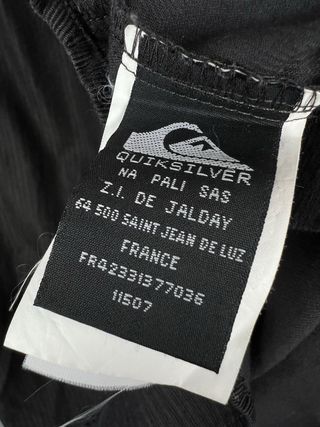 QUIKSILVER
NA PALI SAS
Z.I. DE JALDAY
64 500 SAINT JEAN DE LUZ
FRANCE
FR42331377036
11507